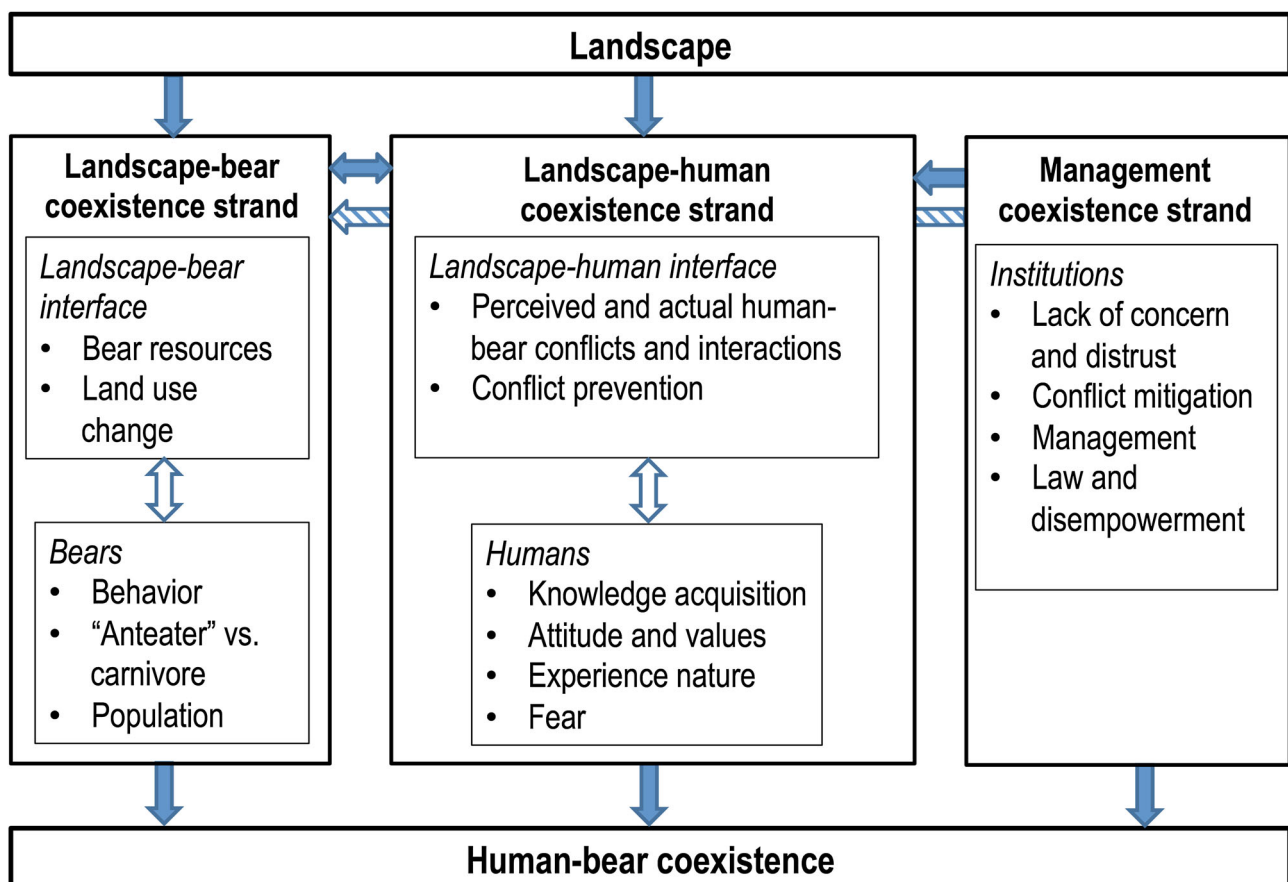 Landscape
Landscape-bear
coexistence strand
Landscape-bear
interface
• Bear resources
• Land use
change
Bears
• Behavior
• “Anteater” vs.
carnivore
• Population
Landscape-human
coexistence strand
Landscape-human interface
• Perceived and actual human-
bear conflicts and interactions
• Conflict prevention
Humans
• Knowledge acquisition
• Attitude and values
• Experience nature
• Fear
Management
coexistence strand
Institutions
• Lack of concern
and distrust
• Conflict mitigation
• Management
• Law and
disempowerment
Human-bear coexistence